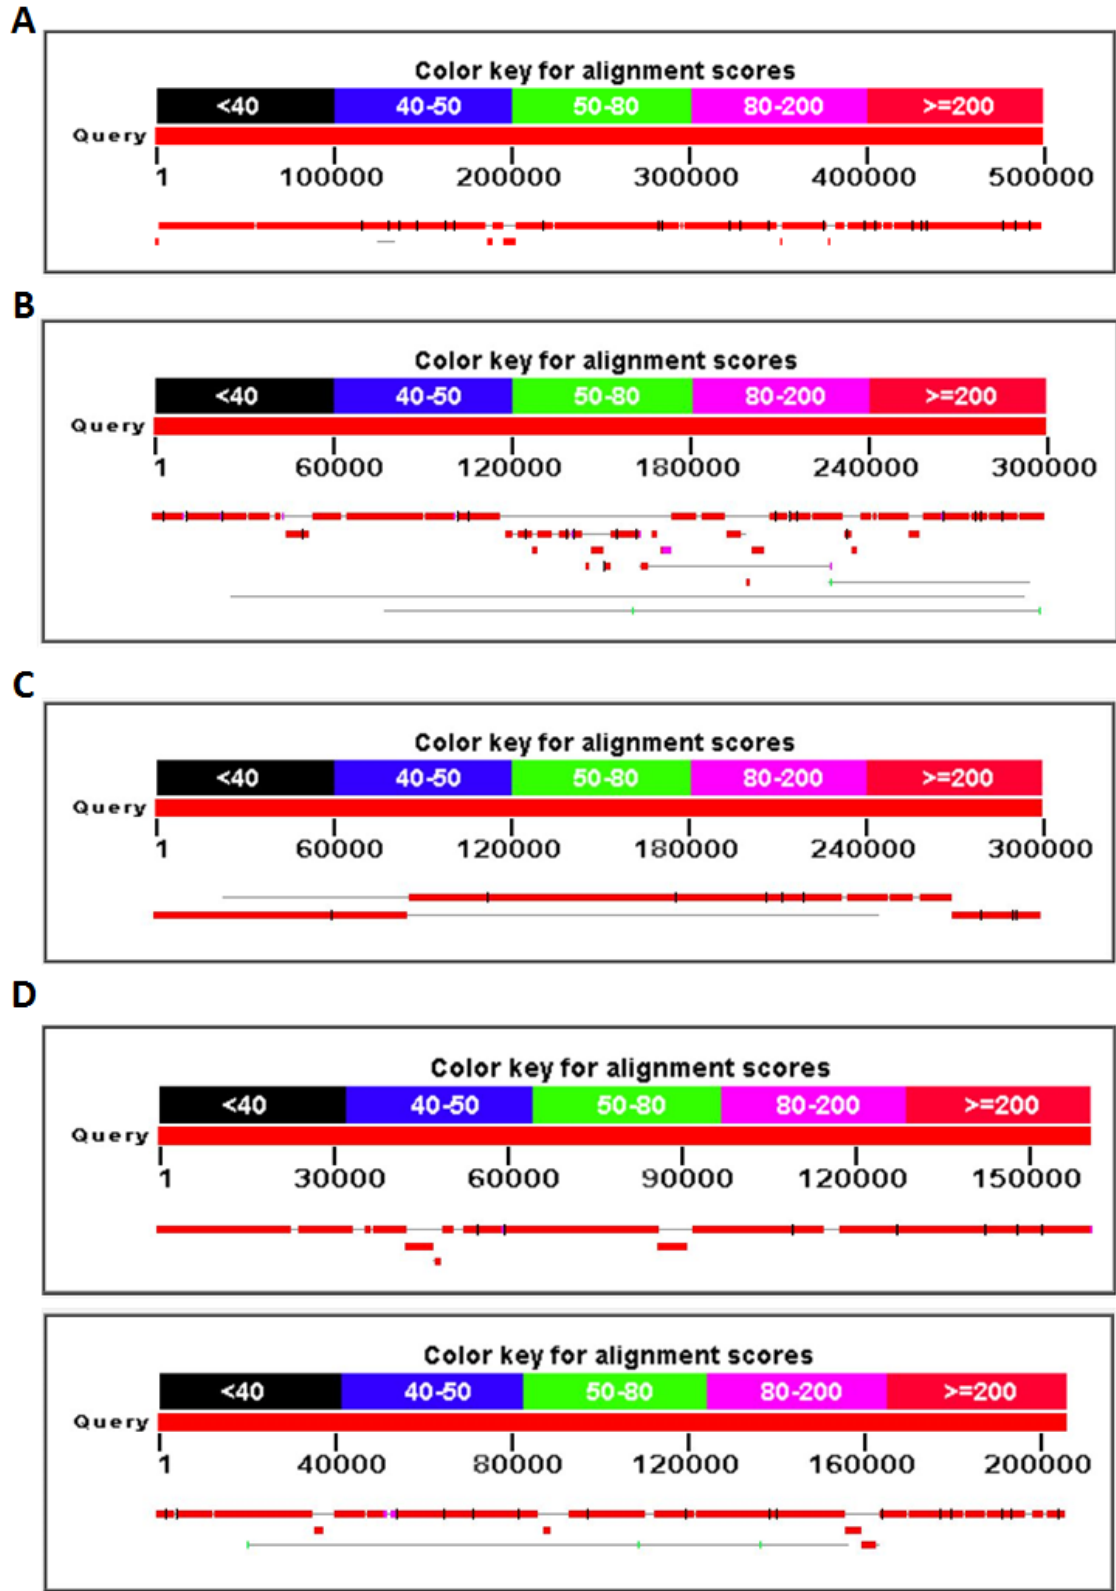 A
Color key for alignment scores
<40 40-50 50-80 80-200 >=200
Query
1 100000 200000 300000 400000 500000
B
Color key for alignment scores
<40 40-50 50-80 80-200 >=200
Query
1 60000 120000 180000 240000 300000
C
Color key for alignment scores
<40 40-50 50-80 80-200 >=200
Query
1 60000 120000 180000 240000 300000
D
Color key for alignment scores
<40 40-50 50-80 80-200 >=200
Query
1 30000 60000 90000 120000 150000
Color key for alignment scores
<40 40-50 50-80 80-200 >=200
Query
1 40000 80000 120000 160000 200000